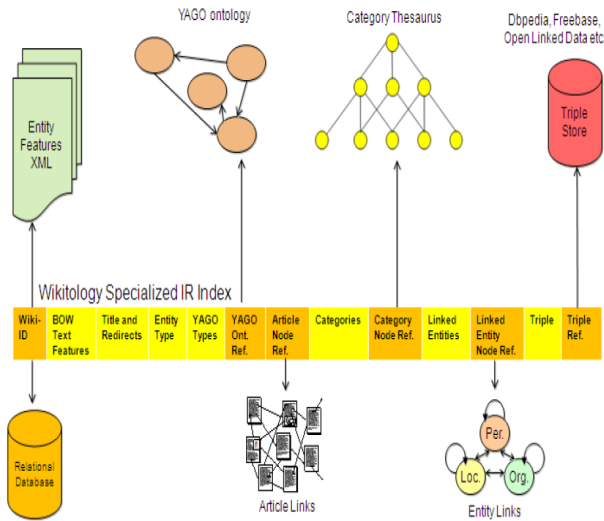 YAGO ontology
Category Thesaurus
Dbpedia, Freebase,
Open Linked Data etc
Entity
Features
XML
Triple
Store
Wikitology Specialized IR Index
Wiki-
ID
BOW
Text
Features
Title and
Redirects
Entity
Type
YAGO
Types
YAGO
Ont.
Ref.
Article
Node
Ref.
Categories
Category
Node Ref.
Linked
Entities
Linked
Entity
Node Ref.
Triple
Triple
Ref.
Relational
Database
Article Links
Per.
Loc.
Org.
Entity Links